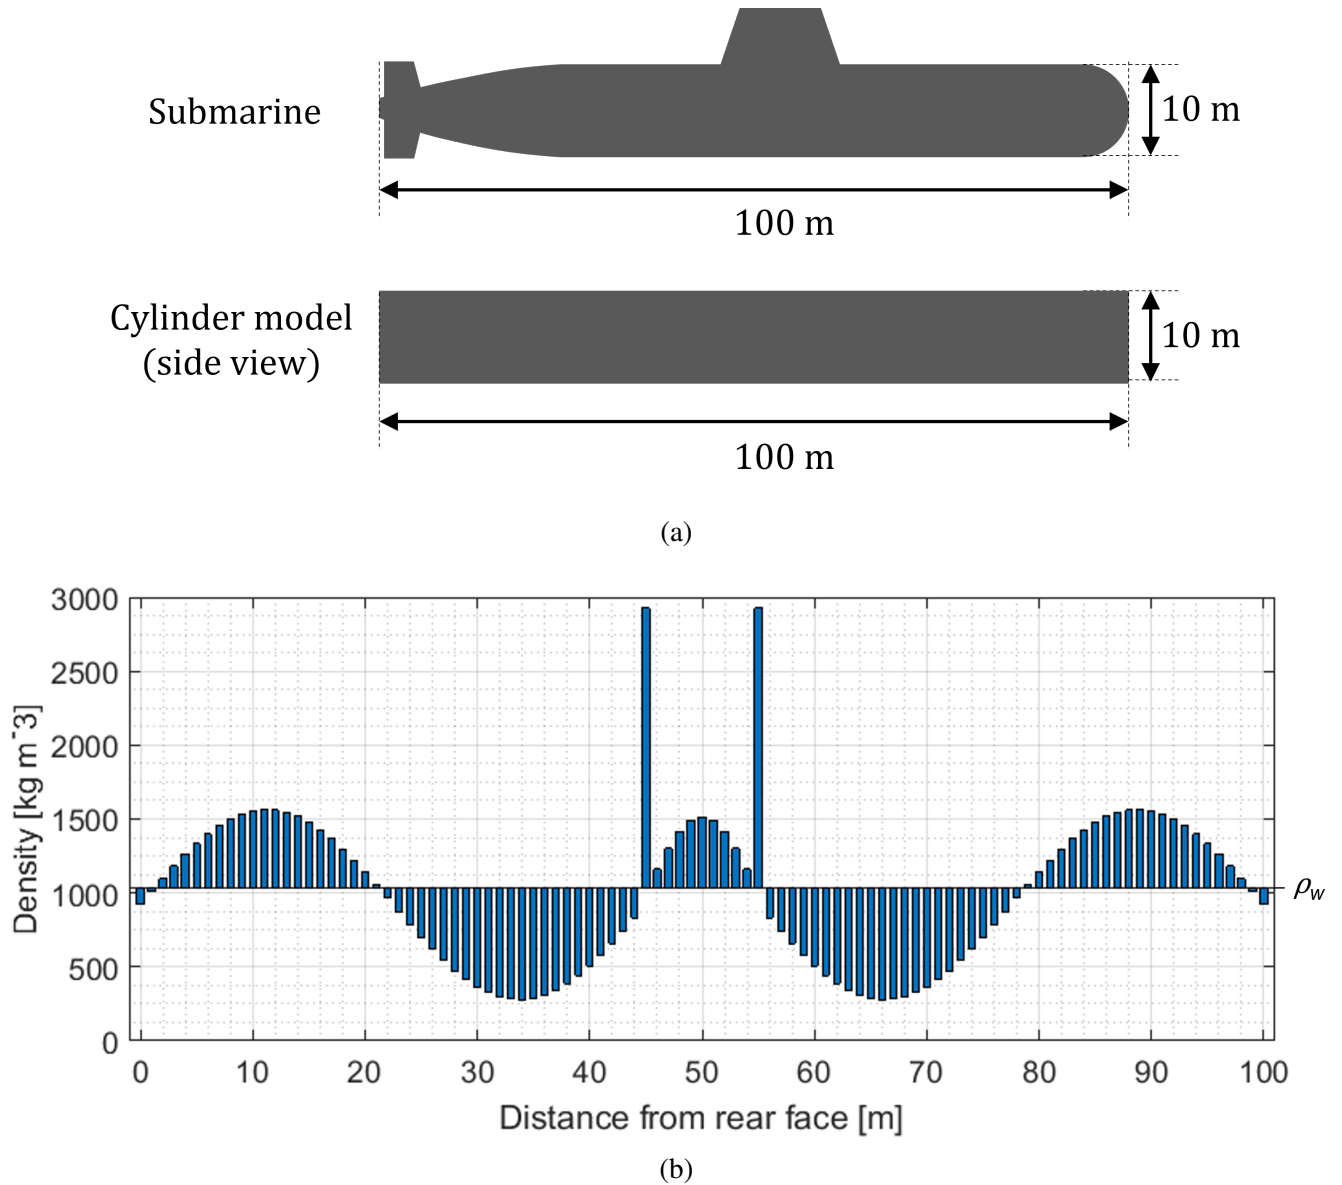 Submarine
10 m
100 m
Cylinder model
(side view)
10 m
100 m
(a)
3000
2500
2000
1500
1000
500
0
Density [kg m¯3]
ρw
0 10 20 30 40 50 60 70 80 90 100
Distance from rear face [m]
(b)